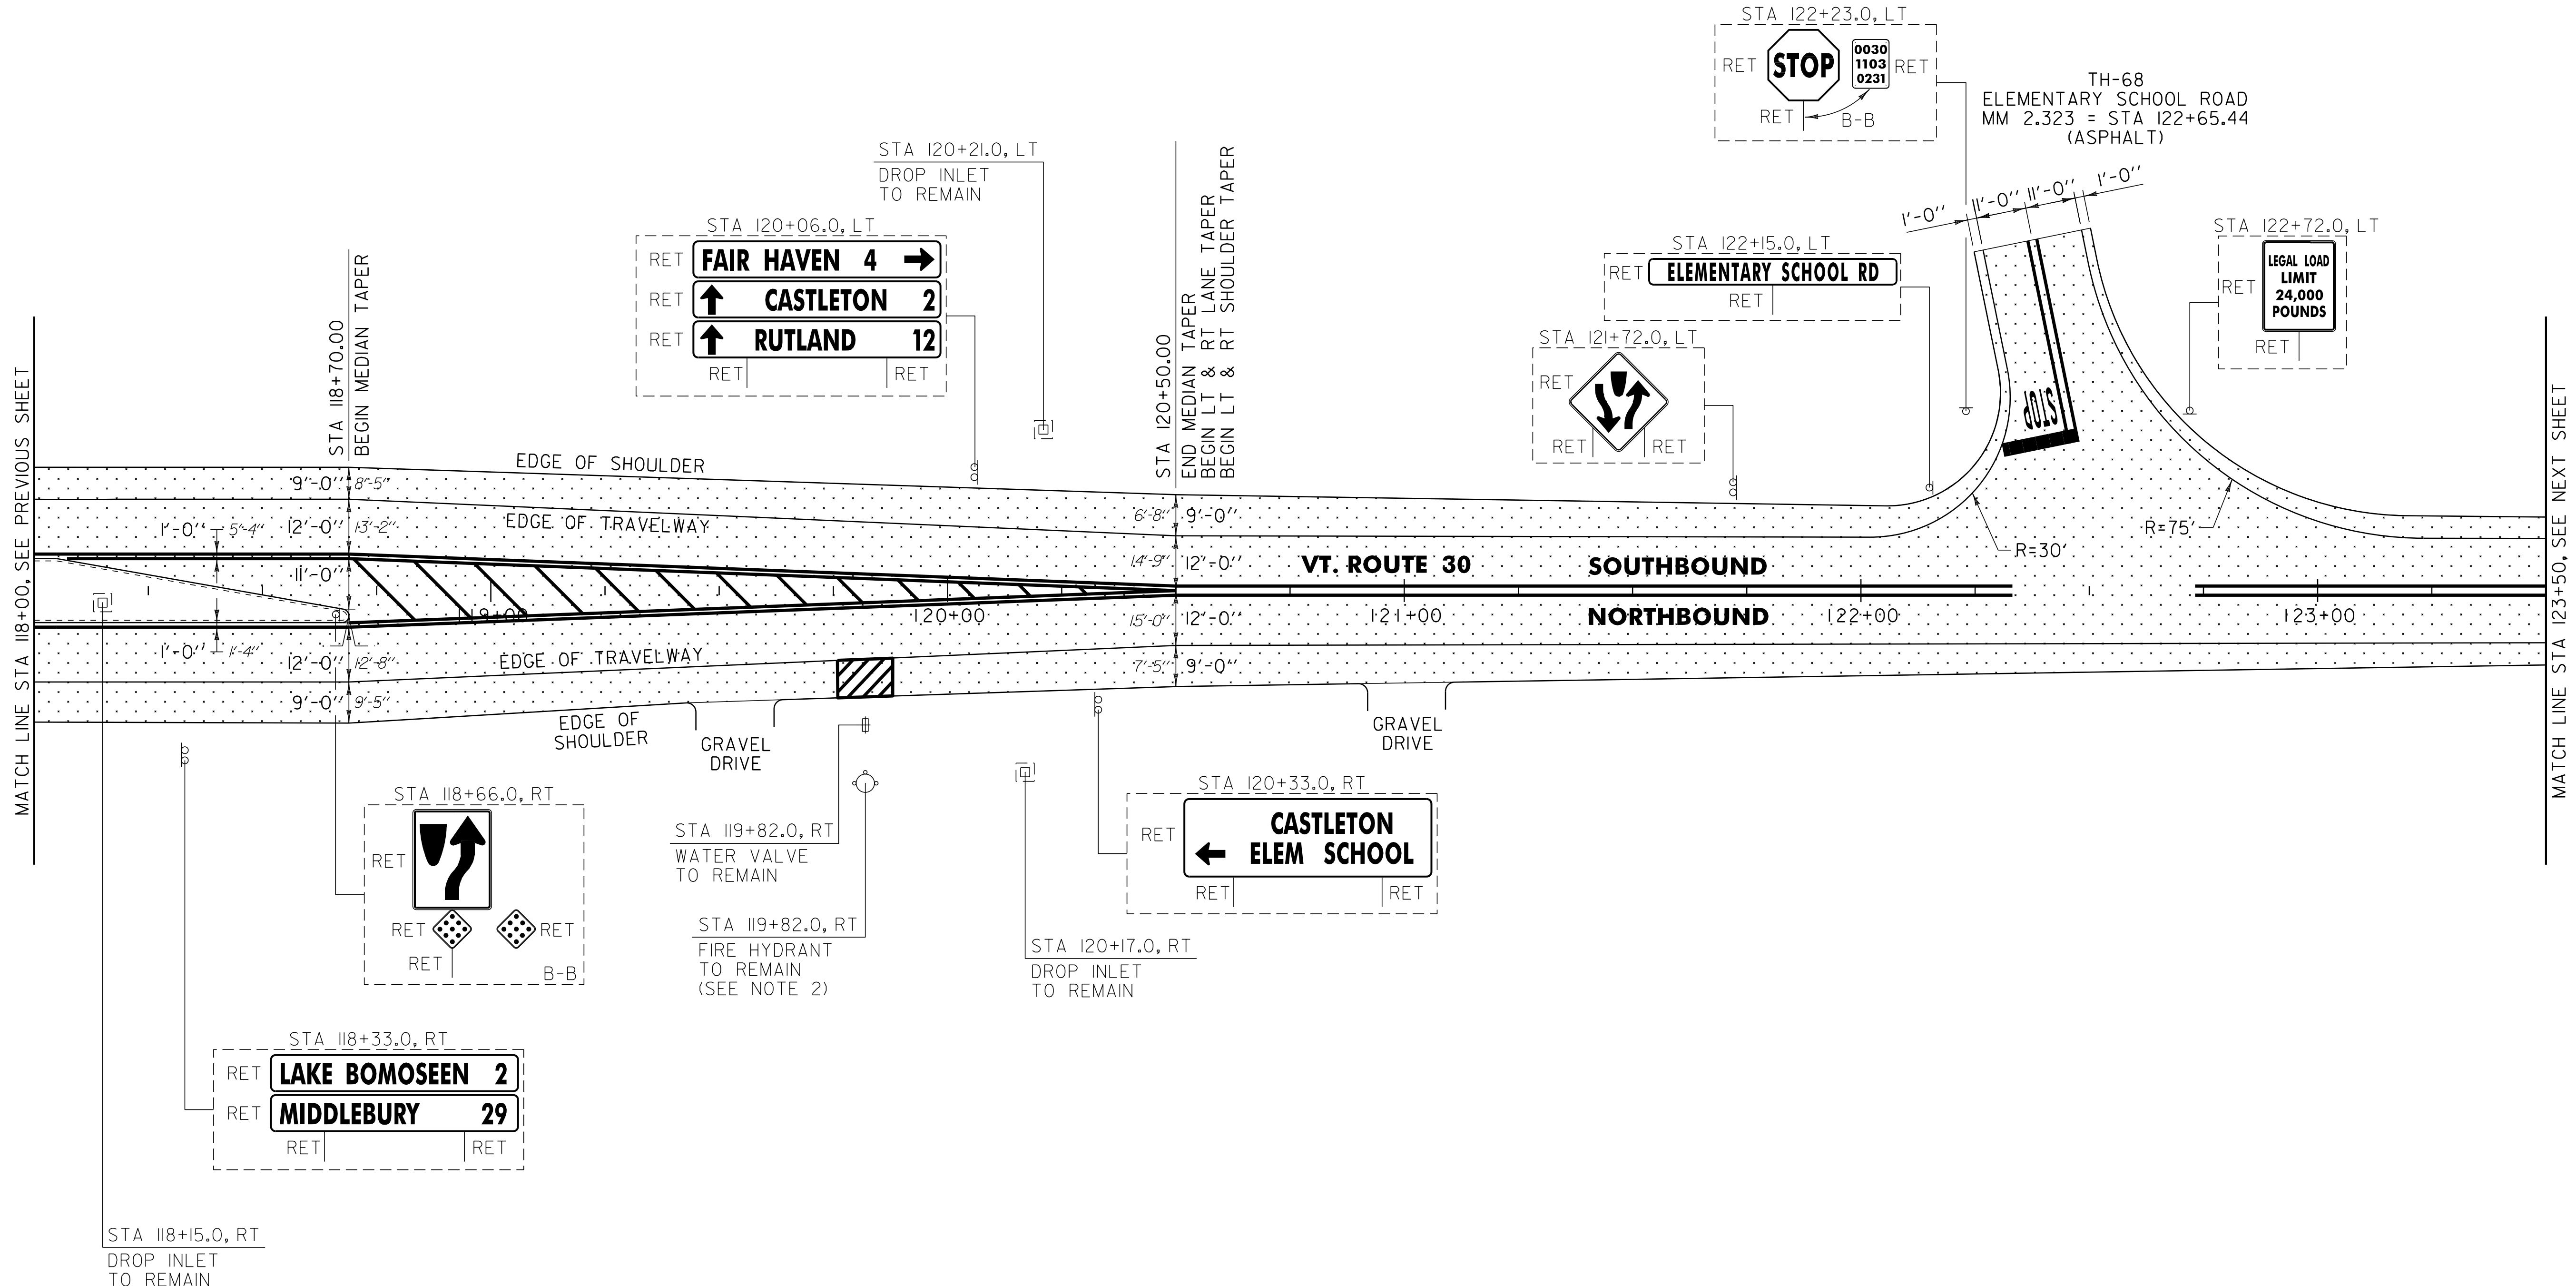 STA 122+23.0, LT
RET
STOP
0030
1103
0231
RET
RET
B-B
TH-68
ELEMENTARY SCHOOL ROAD
MM 2.323 = STA 122+65.44
(ASPHALT)
1'-0"
11'-0"
11'-0"
1'-0"
STA 120+21.0, LT
DROP INLET
TO REMAIN
STA 120+06.0, LT
RET
FAIR HAVEN 4
RET
CASTLETON 2
RET
RUTLAND 12
RET
RET
STA 122+15.0, LT
RET
ELEMENTARY SCHOOL RD
RET
STA 122+72.0, LT
RET
LEGAL LOAD
LIMIT
24,000
POUNDS
RET
STA 121+72.0, LT
RET
RET
RET
MATCH LINE STA 118+00, SEE PREVIOUS SHEET
STA 118+70.00
BEGIN MEDIAN TAPER
STA 120+50.00
END MEDIAN TAPER
BEGIN LT & RT LANE TAPER
BEGIN LT & RT SHOULDER TAPER
STOP
MATCH LINE STA 123+50, SEE NEXT SHEET
EDGE OF SHOULDER
9'-0" 8'-5"
EDGE OF TRAVELWAY
1'-0" 5'-4"
12'-0" 13'-2"
11'-0"
6'-8" 9'-0"
14'-9" 12'-0"
VT. ROUTE 30
SOUTHBOUND
R=30'
R=75'
119+00
120+00
121+00
122+00
123+00
NORTHBOUND
15'-0" 12'-0"
7'-5" 9'-0"
1'-0" 1'-4"
12'-0" 12'-8"
EDGE OF TRAVELWAY
9'-0" 9'-5"
EDGE OF
SHOULDER
GRAVEL
DRIVE
GRAVEL
DRIVE
STA 118+66.0, RT
RET
RET
RET
RET
B-B
STA 119+82.0, RT
WATER VALVE
TO REMAIN
STA 119+82.0, RT
FIRE HYDRANT
TO REMAIN
(SEE NOTE 2)
STA 120+33.0, RT
RET
CASTLETON
ELEM SCHOOL
RET
RET
STA 120+17.0, RT
DROP INLET
TO REMAIN
STA 118+33.0, RT
RET
LAKE BOMOSEEN 2
RET
MIDDLEBURY 29
RET
RET
STA 118+15.0, RT
DROP INLET
TO REMAIN